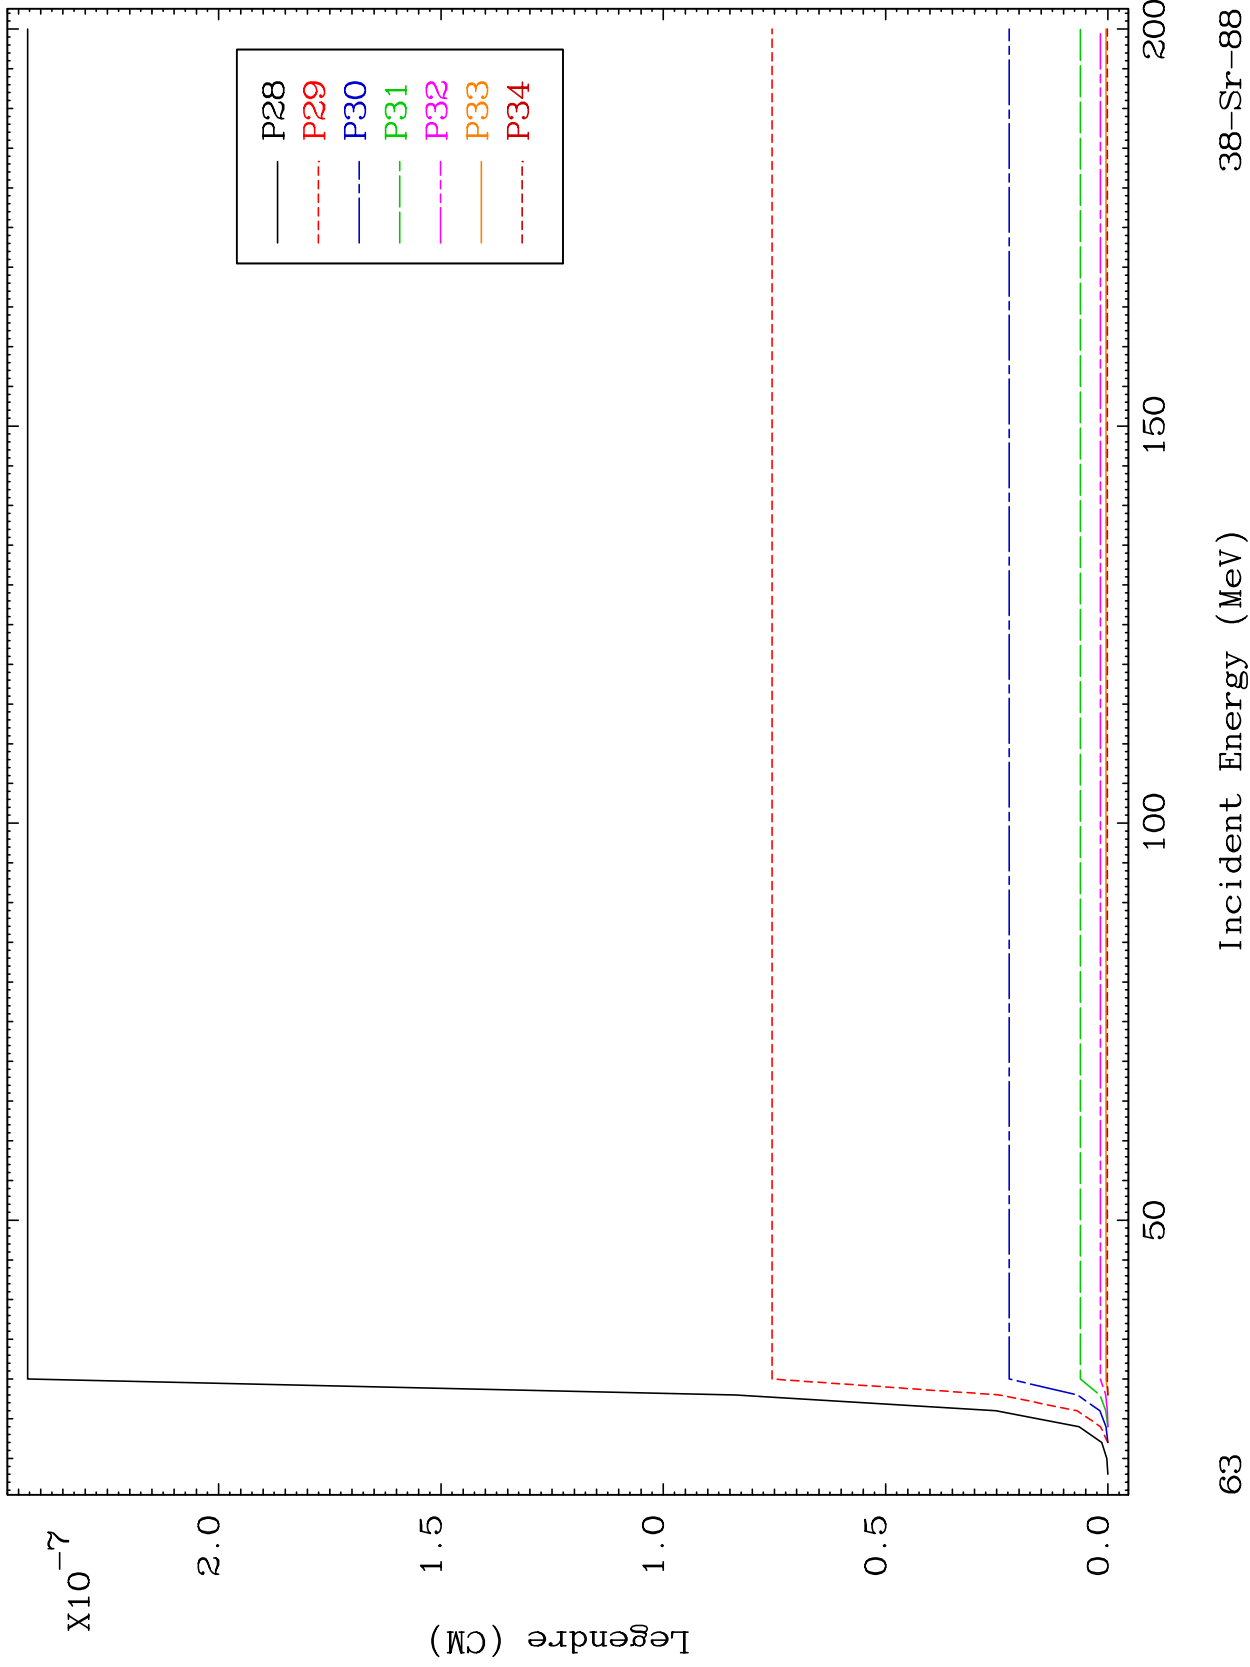 X10-7
2.0
1.5
1.0
0.5
0.0
Legendre (CM)
P28
P29
P30
P31
P32
P33
P34
50
100
150
200
Incident Energy (MeV)
63
38-Sr-88